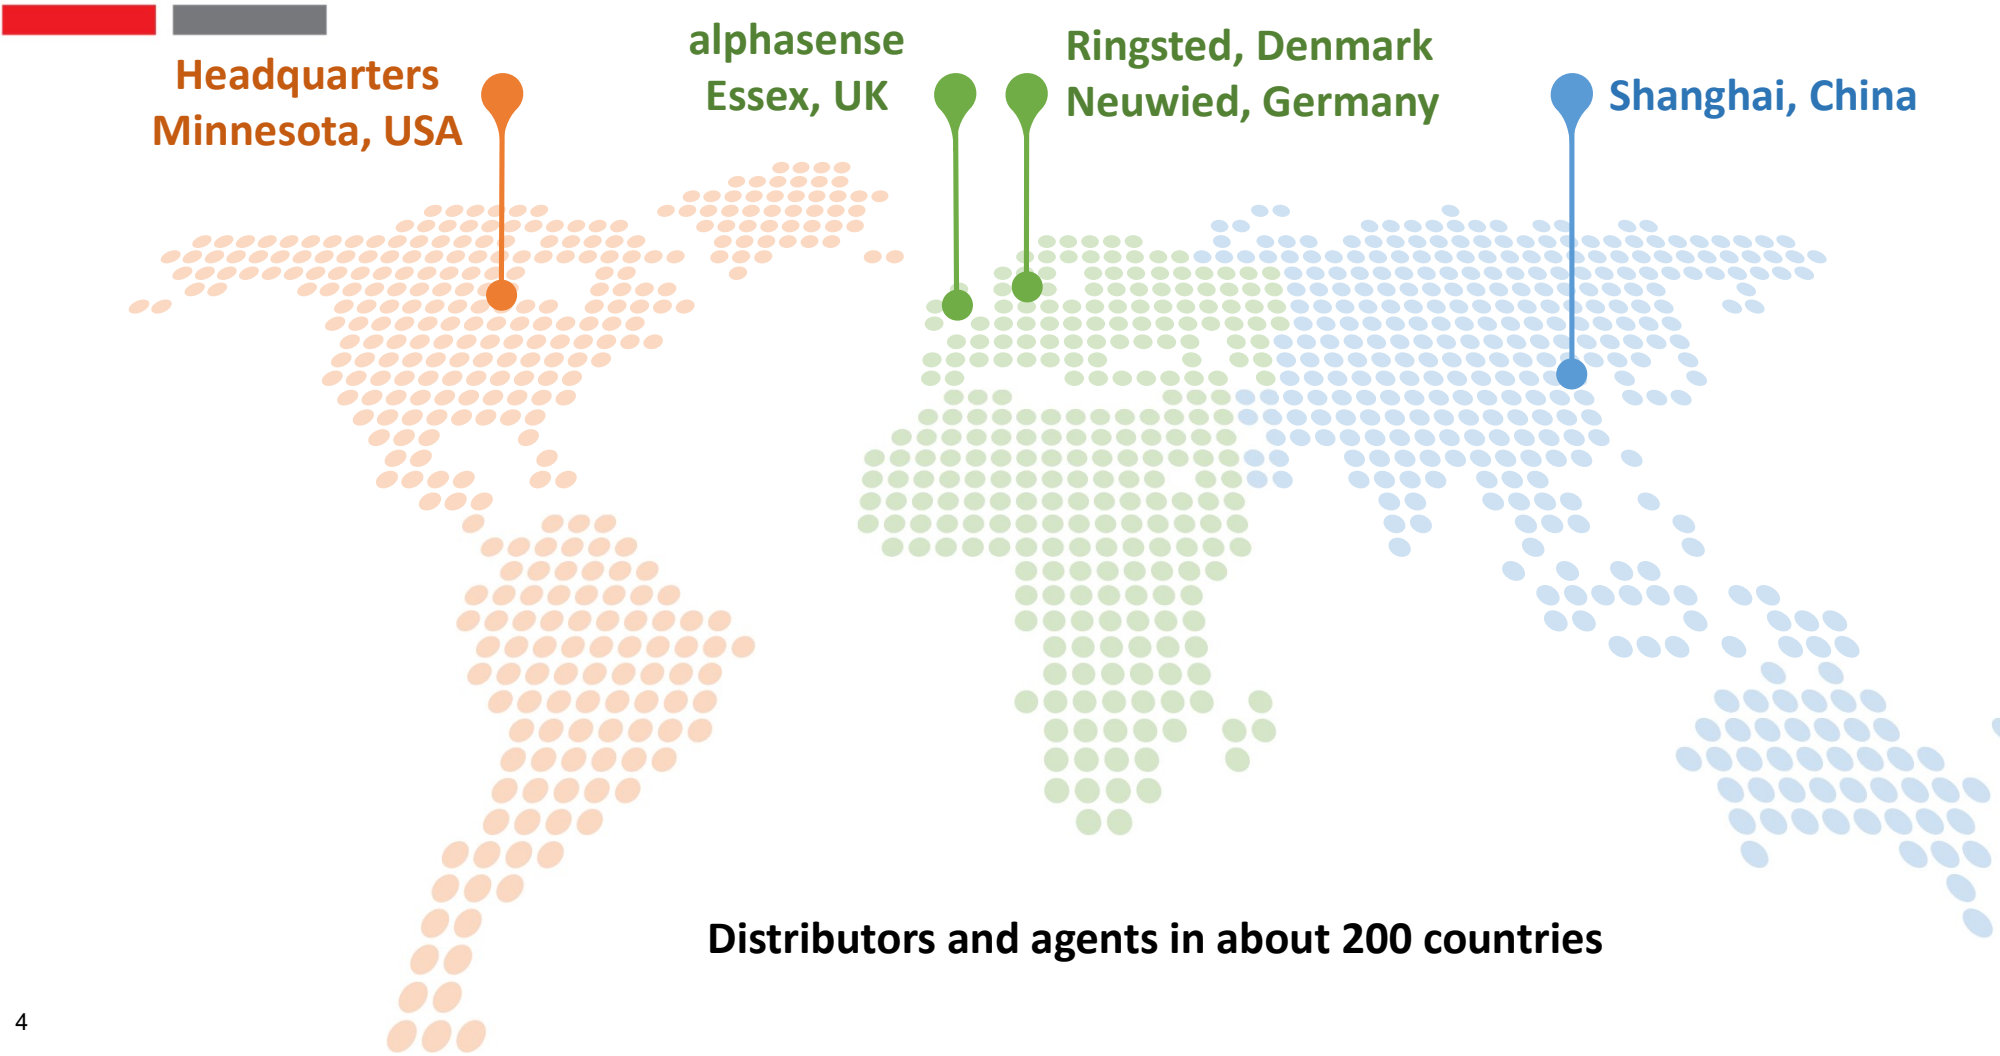 Headquarters
Minnesota, USA
alphasense
Essex, UK
Ringsted, Denmark
Neuwied, Germany
Shanghai, China
Distributors and agents in about 200 countries
4